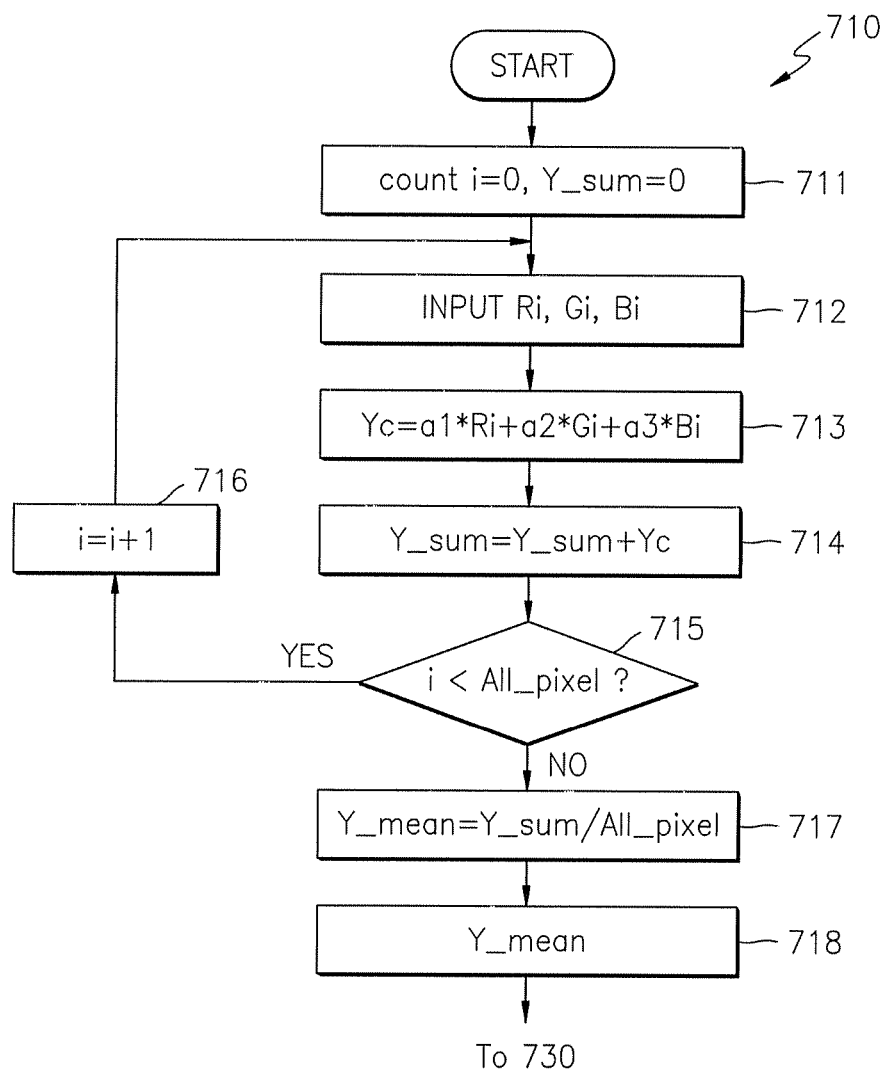 710
START
count i=0, Y_sum=0
711
INPUT Ri, Gi, Bi
712
Yc=a1*Ri+a2*Gi+a3*Bi
713
716
i=i+1
Y_sum=Y_sum+Yc
714
715
YES
i < All_pixel ?
NO
Y_mean=Y_sum/All_pixel
717
Y_mean
718
To 730